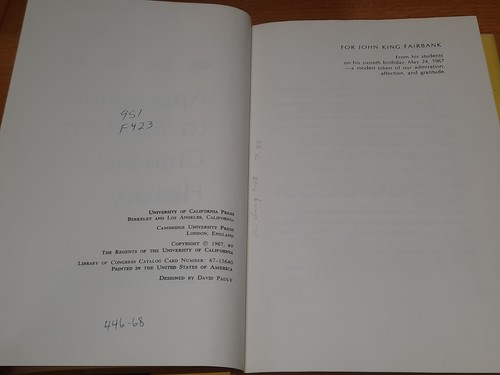 951
F423
UNIVERSITY OF CALIFORNIA PRESS
BERKELEY AND LOS ANGELES, CALIFORNIA
CAMBRIDGE UNIVERSITY PRESS
LONDON, ENGLAND
COPYRIGHT © 1967, BY
THE REGENTS OF THE UNIVERSITY OF CALIFORNIA
LIBRARY OF CONGRESS CATALOG CARD NUMBER: 67-15640
PRINTED IN THE UNITED STATES OF AMERICA
DESIGNED BY DAVID PAULY
446-68
FOR JOHN KING FAIRBANK
From his students
on his sixtieth birthday, May 24, 1967
—a modest token of our admiration,
affection, and gratitude.